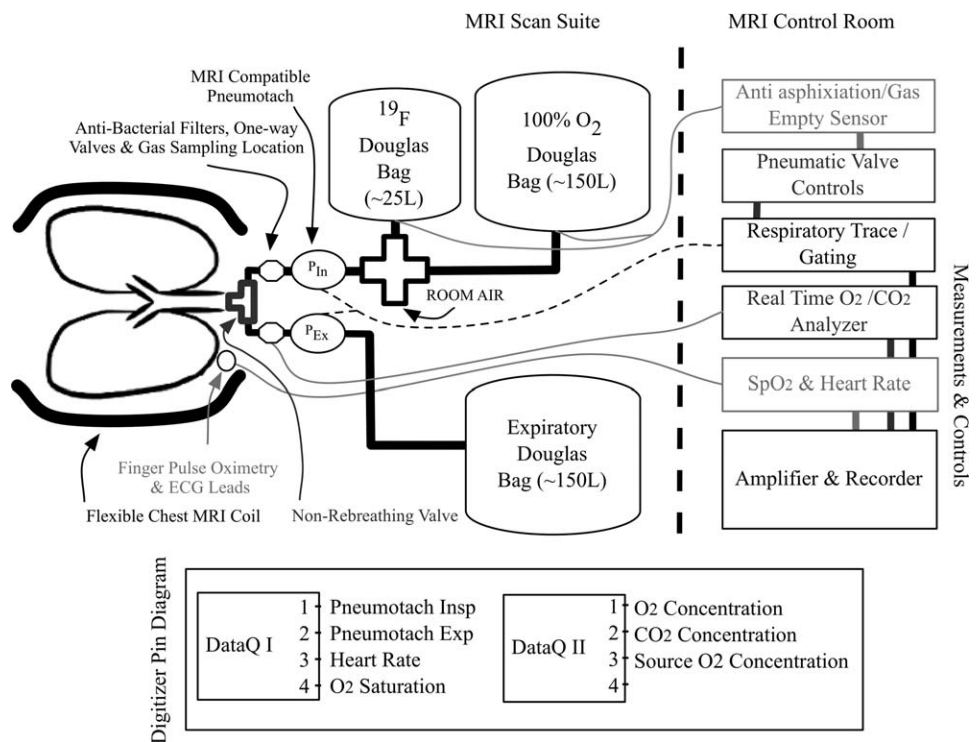 MRI Scan Suite
MRI Control Room
MRI Compatible
Pneumotach
Anti-Bacterial Filters, One-way
Valves & Gas Sampling Location
19F
Douglas
Bag
(~25L)
100% O2
Douglas
Bag (~150L)
Anti asphixiation/Gas
Empty Sensor
Pneumatic Valve
Controls
Respiratory Trace /
Gating
Real Time O2 /CO2
Analyzer
SpO2 & Heart Rate
Amplifier & Recorder
Measurements & Controls
PIn
ROOM AIR
PEx
Expiratory
Douglas
Bag (~150L)
Finger Pulse Oximetry
& ECG Leads
Flexible Chest MRI Coil
Non-Rebreathing Valve
Digitizer Pin Diagram
DataQ I
1 Pneumotach Insp
2 Pneumotach Exp
3 Heart Rate
4 O2 Saturation
DataQ II
1 O2 Concentration
2 CO2 Concentration
3 Source O2 Concentration
4